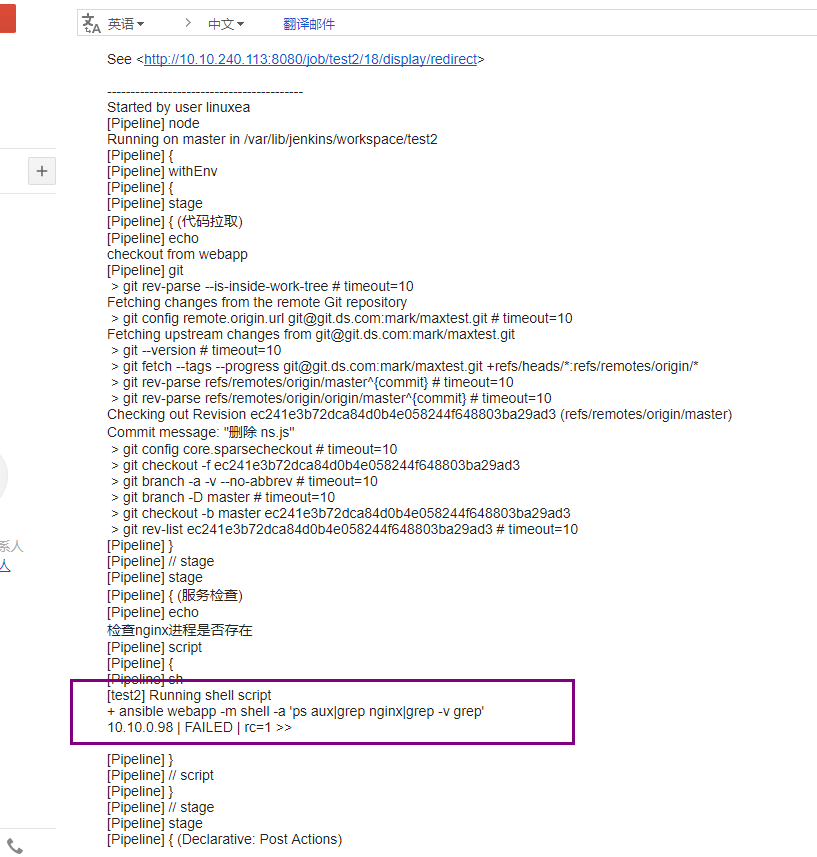 英语 中文 翻译邮件
See <http://10.10.240.113:8080/job/test2/18/display/redirect>
------------------------------------------
Started by user linuxea
[Pipeline] node
Running on master in /var/lib/jenkins/workspace/test2
[Pipeline] {
[Pipeline] withEnv
[Pipeline] {
[Pipeline] stage
[Pipeline] { (代码拉取)
[Pipeline] echo
checkout from webapp
[Pipeline] git
> git rev-parse --is-inside-work-tree # timeout=10
Fetching changes from the remote Git repository
> git config remote.origin.url git@git.ds.com:mark/maxtest.git # timeout=10
Fetching upstream changes from git@git.ds.com:mark/maxtest.git
> git --version # timeout=10
> git fetch --tags --progress git@git.ds.com:mark/maxtest.git +refs/heads/*:refs/remotes/origin/*
> git rev-parse refs/remotes/origin/master^{commit} # timeout=10
> git rev-parse refs/remotes/origin/origin/master^{commit} # timeout=10
Checking out Revision ec241e3b72dca84d0b4e058244f648803ba29ad3 (refs/remotes/origin/master)
Commit message: "删除 ns.js"
> git config core.sparsecheckout # timeout=10
> git checkout -f ec241e3b72dca84d0b4e058244f648803ba29ad3
> git branch -a -v --no-abbrev # timeout=10
> git branch -D master # timeout=10
> git checkout -b master ec241e3b72dca84d0b4e058244f648803ba29ad3
> git rev-list ec241e3b72dca84d0b4e058244f648803ba29ad3 # timeout=10
[Pipeline] }
[Pipeline] // stage
[Pipeline] stage
[Pipeline] { (服务检查)
[Pipeline] echo
检查nginx进程是否存在
[Pipeline] script
[Pipeline] {
[Pipeline] sh
[test2] Running shell script
+ ansible webapp -m shell -a 'ps aux|grep nginx|grep -v grep'
10.10.0.98 | FAILED | rc=1 >>
[Pipeline] }
[Pipeline] // script
[Pipeline] }
[Pipeline] // stage
[Pipeline] stage
[Pipeline] { (Declarative: Post Actions)
系人
人